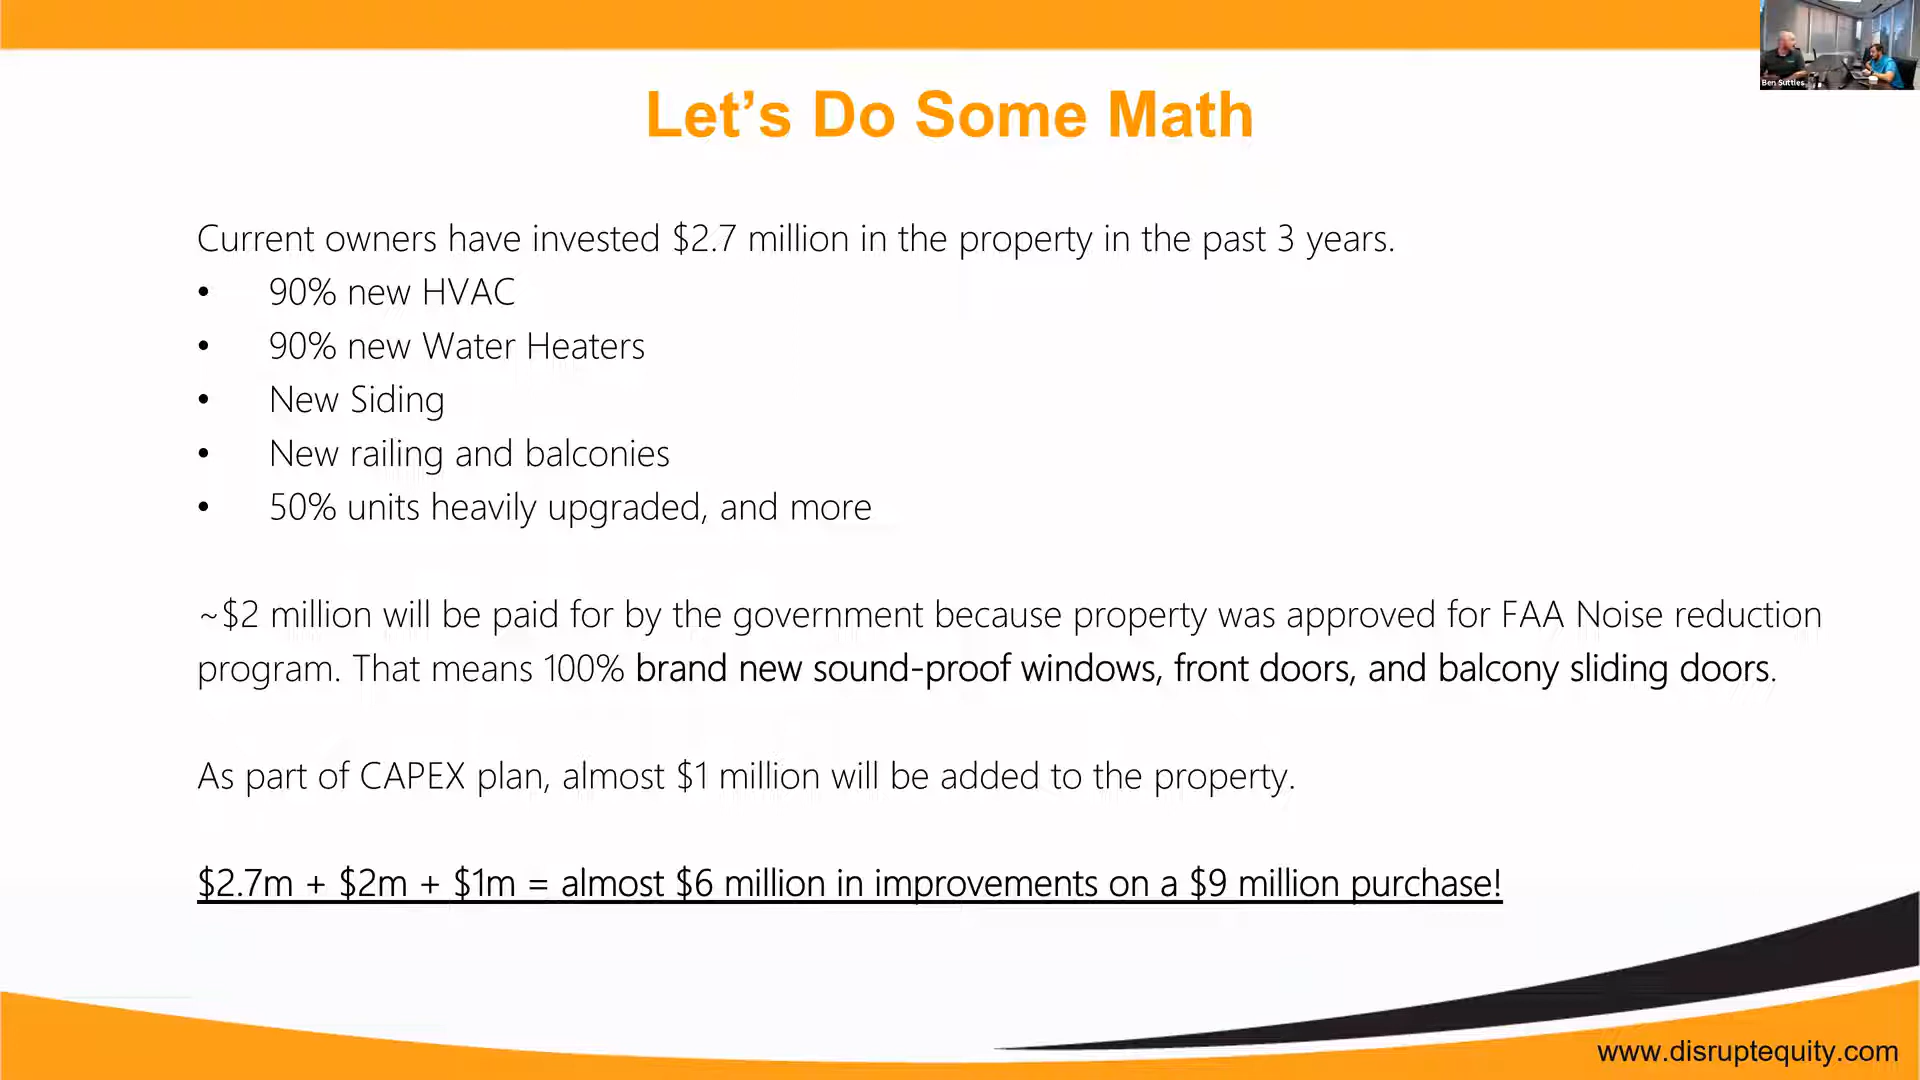 Ben Suttles
Let’s Do Some Math
Current owners have invested $2.7 million in the property in the past 3 years.
• 90% new HVAC
• 90% new Water Heaters
• New Siding
• New railing and balconies
• 50% units heavily upgraded, and more
~$2 million will be paid for by the government because property was approved for FAA Noise reduction
program. That means 100% brand new sound-proof windows, front doors, and balcony sliding doors.
As part of CAPEX plan, almost $1 million will be added to the property.
$2.7m + $2m + $1m = almost $6 million in improvements on a $9 million purchase!
www.disruptequity.com